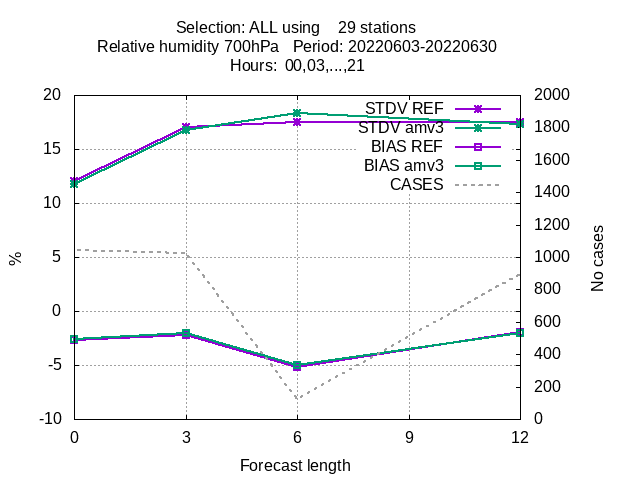 Selection: ALL using    29 stations
Relative humidity 700hPa   Period: 20220603-20220630
Hours:  00,03,...,21
20 2000
STDV REF
1800
STDV amv3
15 BIAS REF 1600
BIAS amv3
CASES 1400
10
1200
5 1000
%
No cases
800
0
600
-5 400
200
-10 0
0 3 6 9 12
Forecast length